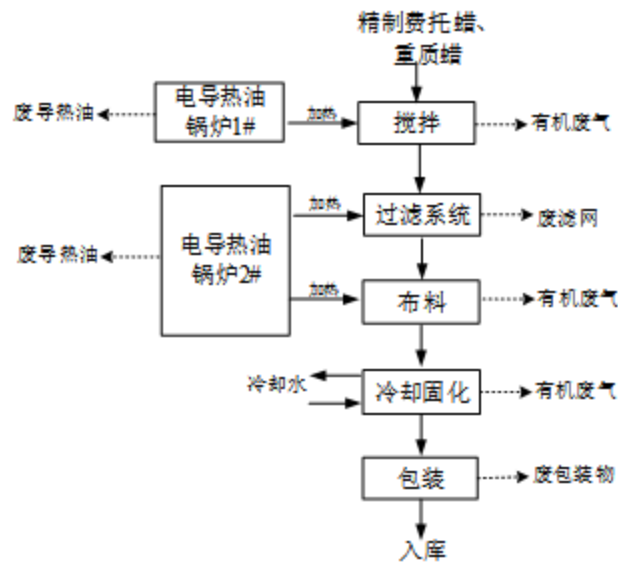 精制费托蜡、
重质蜡
废导热油
电导热油
锅炉1#
加热
搅拌
有机废气
加热
过滤系统
废滤网
废导热油
电导热油
锅炉2#
加热
布料
有机废气
冷却水
冷却固化
有机废气
包装
废包装物
入库